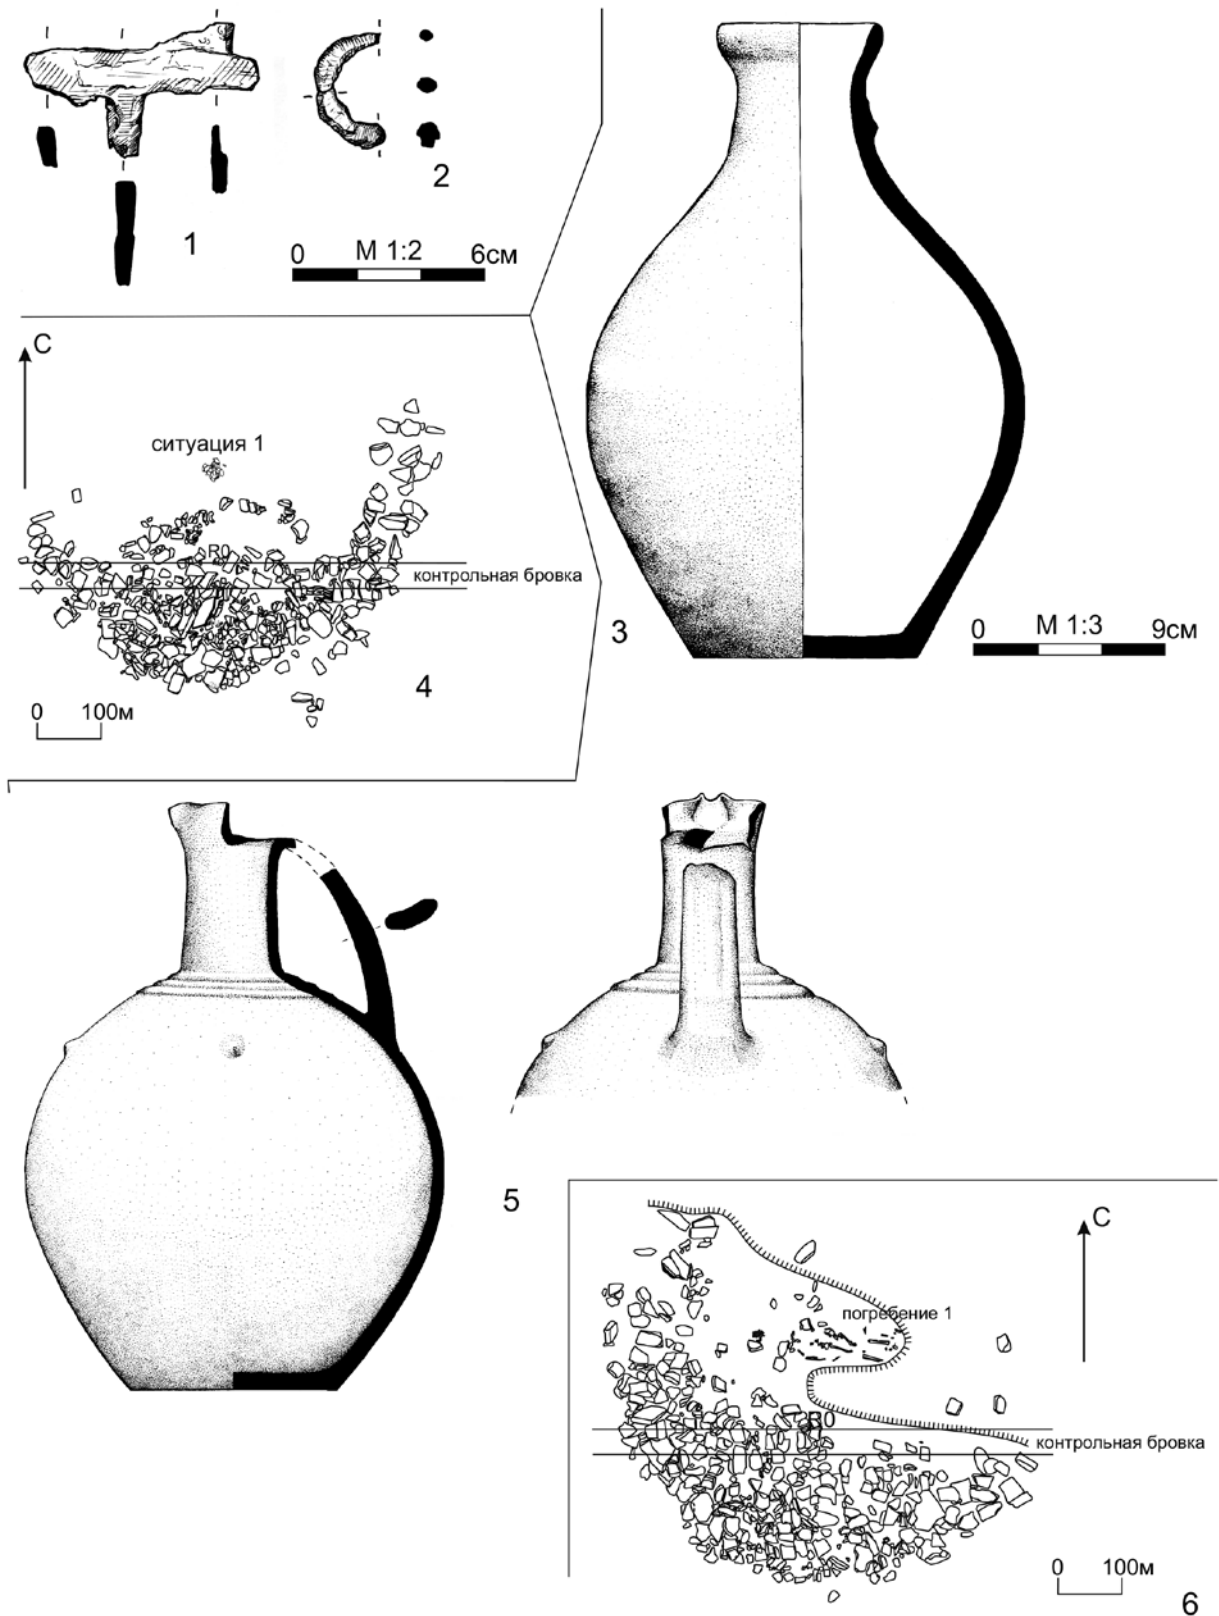 1
2
0 М 1:2 6см
С
ситуация 1
R0
контрольная бровка
4
0 100м
3
0 М 1:3 9см
5
С
погребение 1
R0
контрольная бровка
0 100м
6